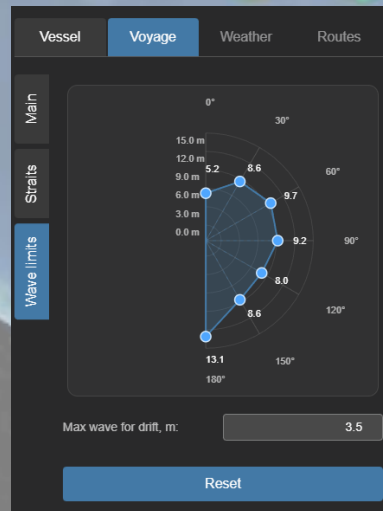 Vessel Voyage Weather Routes
Main
Straits
Wave limits
0°
30°
60°
90°
120°
150°
180°
15.0 m
12.0 m
9.0 m
6.0 m
3.0 m
0.0 m
5.2
8.6
9.7
9.2
8.0
8.6
13.1
Max wave for drift, m: 3.5
Reset